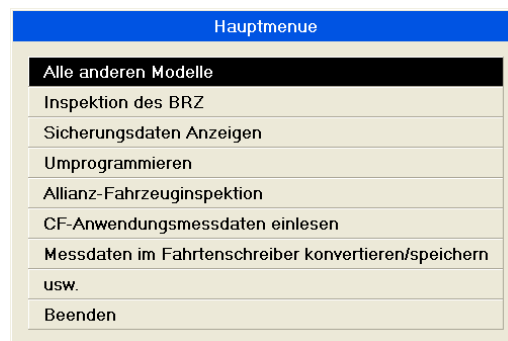 Hauptmenue
Alle anderen Modelle
Inspektion des BRZ
Sicherungsdaten Anzeigen
Umprogrammieren
Allianz-Fahrzeuginspektion
CF-Anwendungsmessdaten einlesen
Messdaten im Fahrtenschreiber konvertieren/speichern
usw.
Beenden